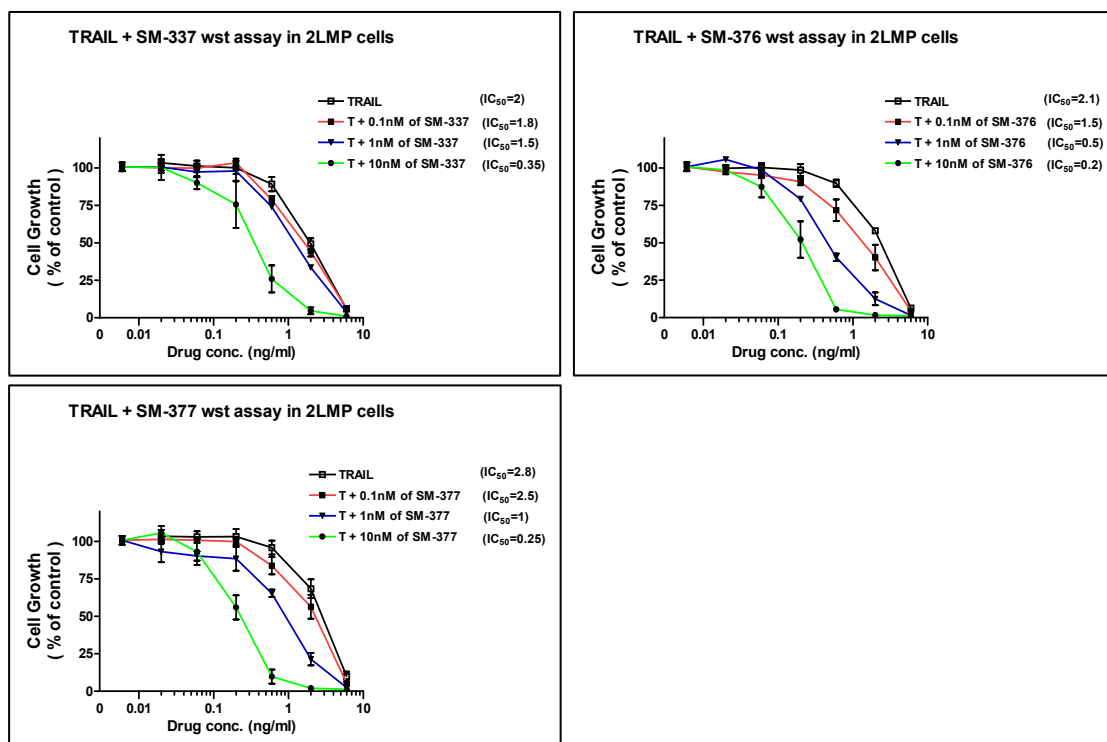 TRAIL + SM-337 wst assay in 2LMP cells
TRAIL (IC50=2)
T + 0.1nM of SM-337 (IC50=1.8)
T + 1nM of SM-337 (IC50=1.5)
T + 10nM of SM-337 (IC50=0.35)
Cell Growth
( % of control)
100
75
50
25
0
0 0.01 0.1 1 10
Drug conc. (ng/ml)
TRAIL + SM-376 wst assay in 2LMP cells
TRAIL (IC50=2.1)
T + 0.1nM of SM-376 (IC50=1.5)
T + 1nM of SM-376 (IC50=0.5)
T + 10nM of SM-376 (IC50=0.2)
Cell Growth
( % of control)
100
75
50
25
0
0 0.01 0.1 1 10
Drug conc. (ng/ml)
TRAIL + SM-377 wst assay in 2LMP cells
TRAIL (IC50=2.8)
T + 0.1nM of SM-377 (IC50=2.5)
T + 1nM of SM-377 (IC50=1)
T + 10nM of SM-377 (IC50=0.25)
Cell Growth
( % of control)
100
75
50
25
0
0 0.01 0.1 1 10
Drug conc. (ng/ml)